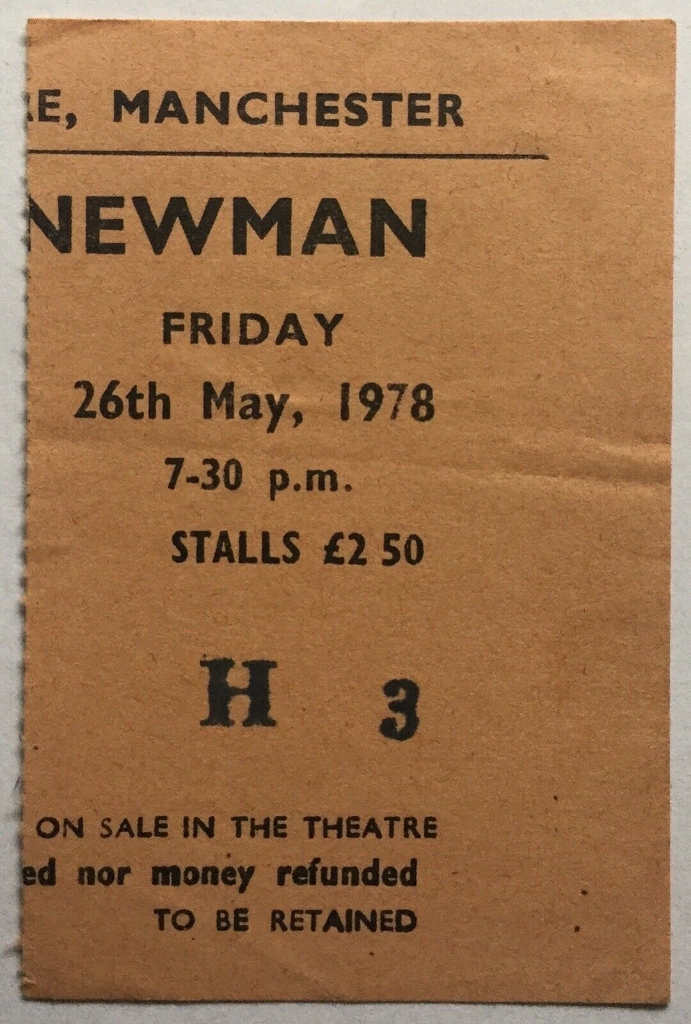 RE, MANCHESTER
NEWMAN
FRIDAY
26th May, 1978
7-30 p.m.
STALLS £2 50
H 3
ON SALE IN THE THEATRE
ed nor money refunded
TO BE RETAINED